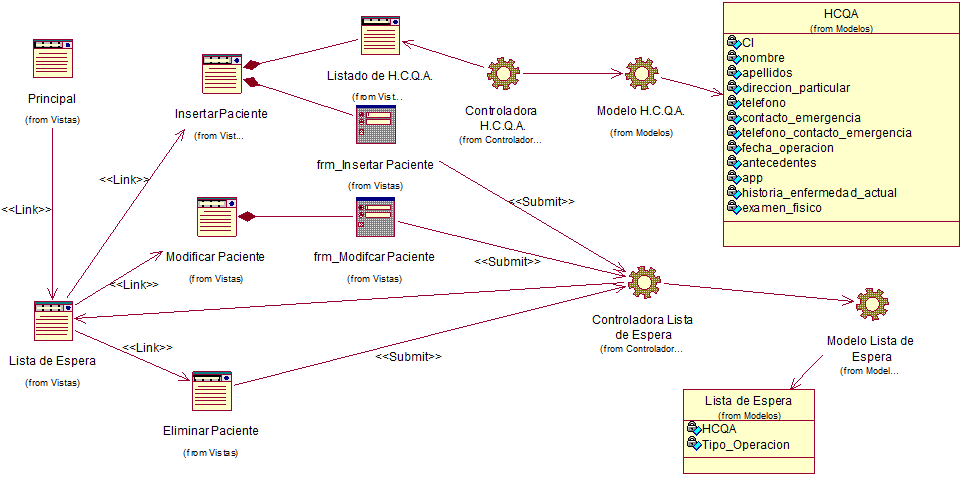 Principal
(from Vistas)
InsertarPaciente
(from Vist...
Listado de H.C.Q.A.
(from Vist...
frm_Insertar Paciente
(from Vistas)
Controladora
H.C.Q.A.
(from Controlador...
Modelo H.C.Q.A.
(from Modelos)
HCQA
(from Modelos)
CI
nombre
apellidos
direccion_particular
telefono
contacto_emergencia
telefono_contacto_emergencia
fecha_operacion
antecedentes
app
historia_enfermedad_actual
examen_fisico
<<Link>>
<<Link>>
<<Submit>>
Modificar Paciente
(from Vistas)
frm_Modifcar Paciente
(from Vistas)
<<Submit>>
<<Link>>
Lista de Espera
(from Vistas)
<<Link>>
<<Submit>>
Eliminar Paciente
(from Vistas)
Controladora Lista
de Espera
(from Controlador...
Modelo Lista de
Espera
(from Model...
Lista de Espera
(from Modelos)
HCQA
Tipo_Operacion